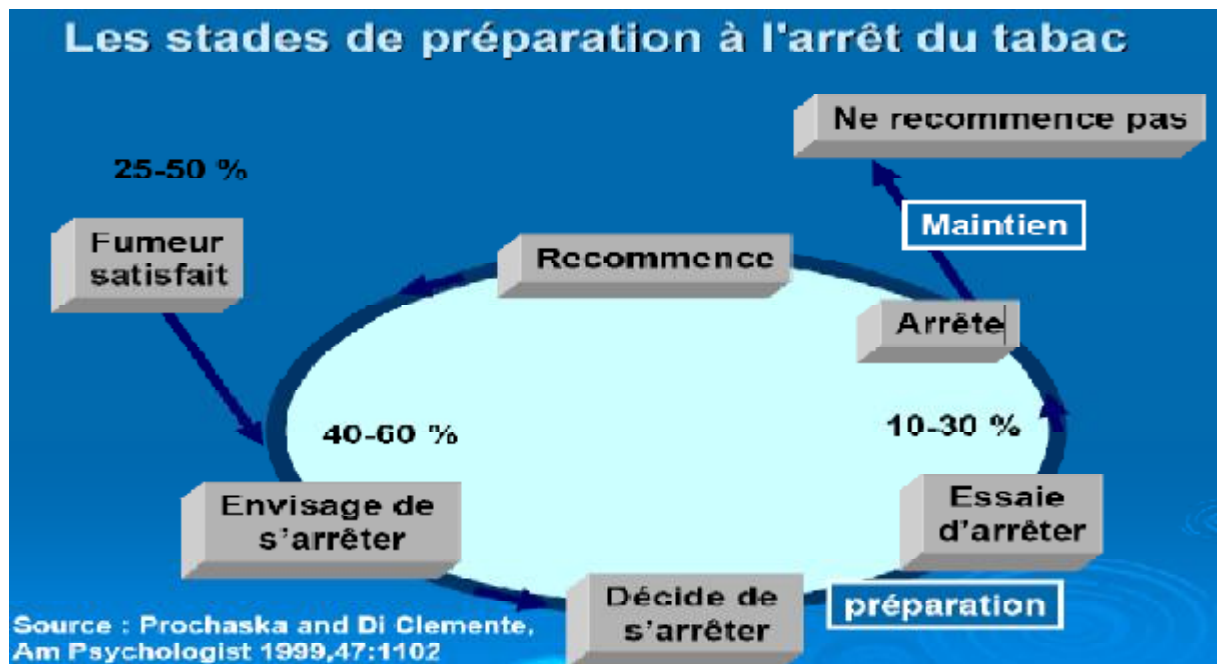 Les stades de préparation à l'arrêt du tabac
Ne recommence pas
25-50 %
Maintien
Fumeur
satisfait
Recommence
Arrête
40-60 %
10-30 %
Envisage de
s'arrêter
Essaie
d'arrêter
Décide de
s'arrêter
préparation
Source : Prochaska and Di Clemente,
Am Psychologist 1999,47:1102